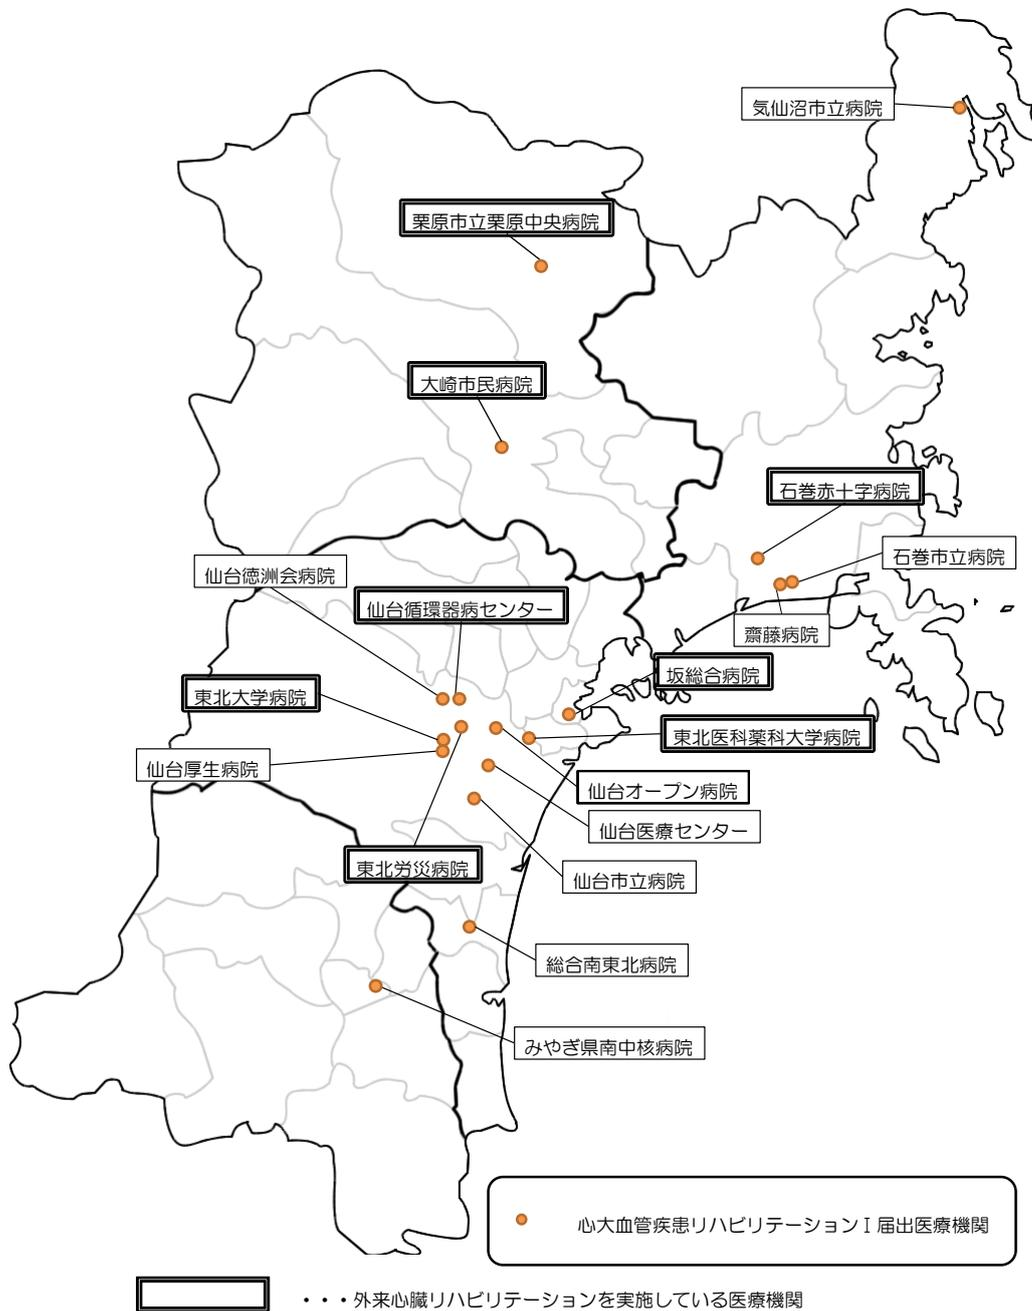 気仙沼市立病院
栗原市立栗原中央病院
大崎市民病院
石巻赤十字病院
石巻市立病院
仙台徳洲会病院
仙台循環器病センター
齋藤病院
坂総合病院
東北大学病院
東北医科薬科大学病院
仙台厚生病院
仙台オープン病院
仙台医療センター
東北労災病院
仙台市立病院
総合南東北病院
みやぎ県南中核病院
心大血管疾患リハビリテーションⅠ届出医療機関
・・・外来心臓リハビリテーションを実施している医療機関